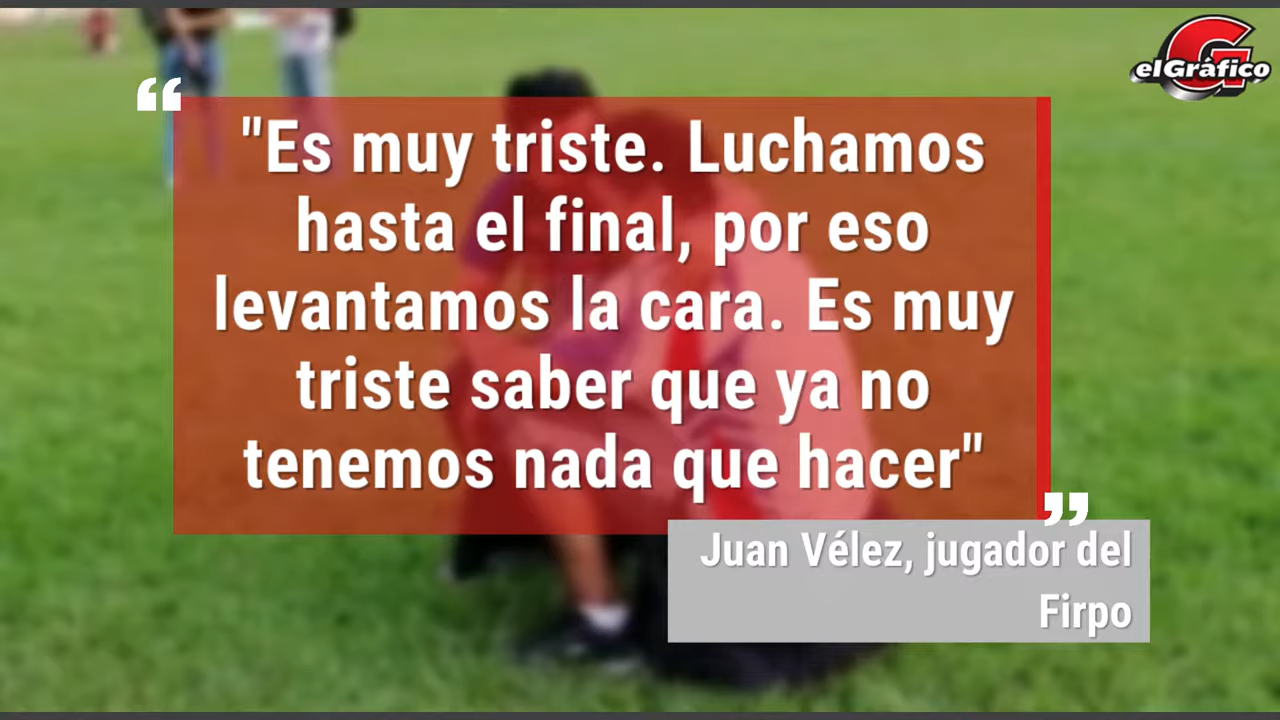 elGráfico
"Es muy triste. Luchamos
hasta el final, por eso
levantamos la cara. Es muy
triste saber que ya no
tenemos nada que hacer"
Juan Vélez, jugador del
Firpo